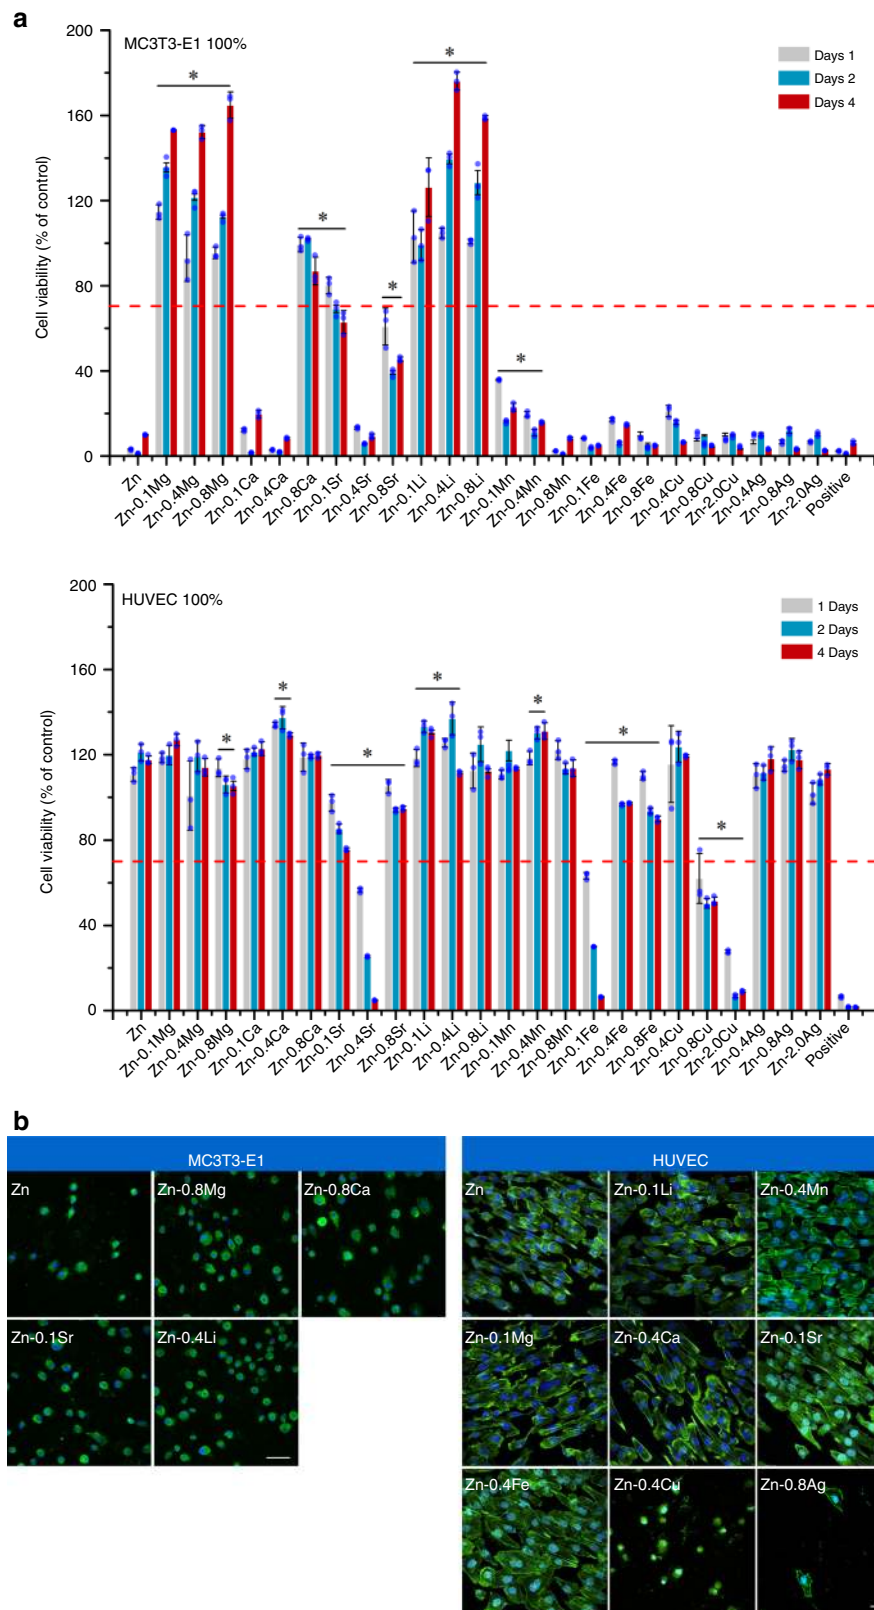 a
MC3T3-E1 100%
Days 1
Days 2
Days 4
Cell viability (% of control)
200
160
120
80
40
0
*
*
*
*
*
Zn
Zn-0.1Mg
Zn-0.4Mg
Zn-0.8Mg
Zn-0.1Ca
Zn-0.4Ca
Zn-0.8Ca
Zn-0.1Sr
Zn-0.4Sr
Zn-0.8Sr
Zn-0.1Li
Zn-0.4Li
Zn-0.8Li
Zn-0.1Mn
Zn-0.4Mn
Zn-0.8Mn
Zn-0.1Fe
Zn-0.4Fe
Zn-0.8Fe
Zn-0.4Cu
Zn-0.8Cu
Zn-2.0Cu
Zn-0.4Ag
Zn-0.8Ag
Zn-2.0Ag
Positive
HUVEC 100%
1 Days
2 Days
4 Days
Cell viability (% of control)
200
160
120
80
40
0
*
*
*
*
*
*
*
Zn
Zn-0.1Mg
Zn-0.4Mg
Zn-0.8Mg
Zn-0.1Ca
Zn-0.4Ca
Zn-0.8Ca
Zn-0.1Sr
Zn-0.4Sr
Zn-0.8Sr
Zn-0.1Li
Zn-0.4Li
Zn-0.8Li
Zn-0.1Mn
Zn-0.4Mn
Zn-0.8Mn
Zn-0.1Fe
Zn-0.4Fe
Zn-0.8Fe
Zn-0.4Cu
Zn-0.8Cu
Zn-2.0Cu
Zn-0.4Ag
Zn-0.8Ag
Zn-2.0Ag
Positive
b
MC3T3-E1
Zn
Zn-0.8Mg
Zn-0.8Ca
Zn-0.1Sr
Zn-0.4Li
HUVEC
Zn
Zn-0.1Li
Zn-0.4Mn
Zn-0.1Mg
Zn-0.4Ca
Zn-0.1Sr
Zn-0.4Fe
Zn-0.4Cu
Zn-0.8Ag